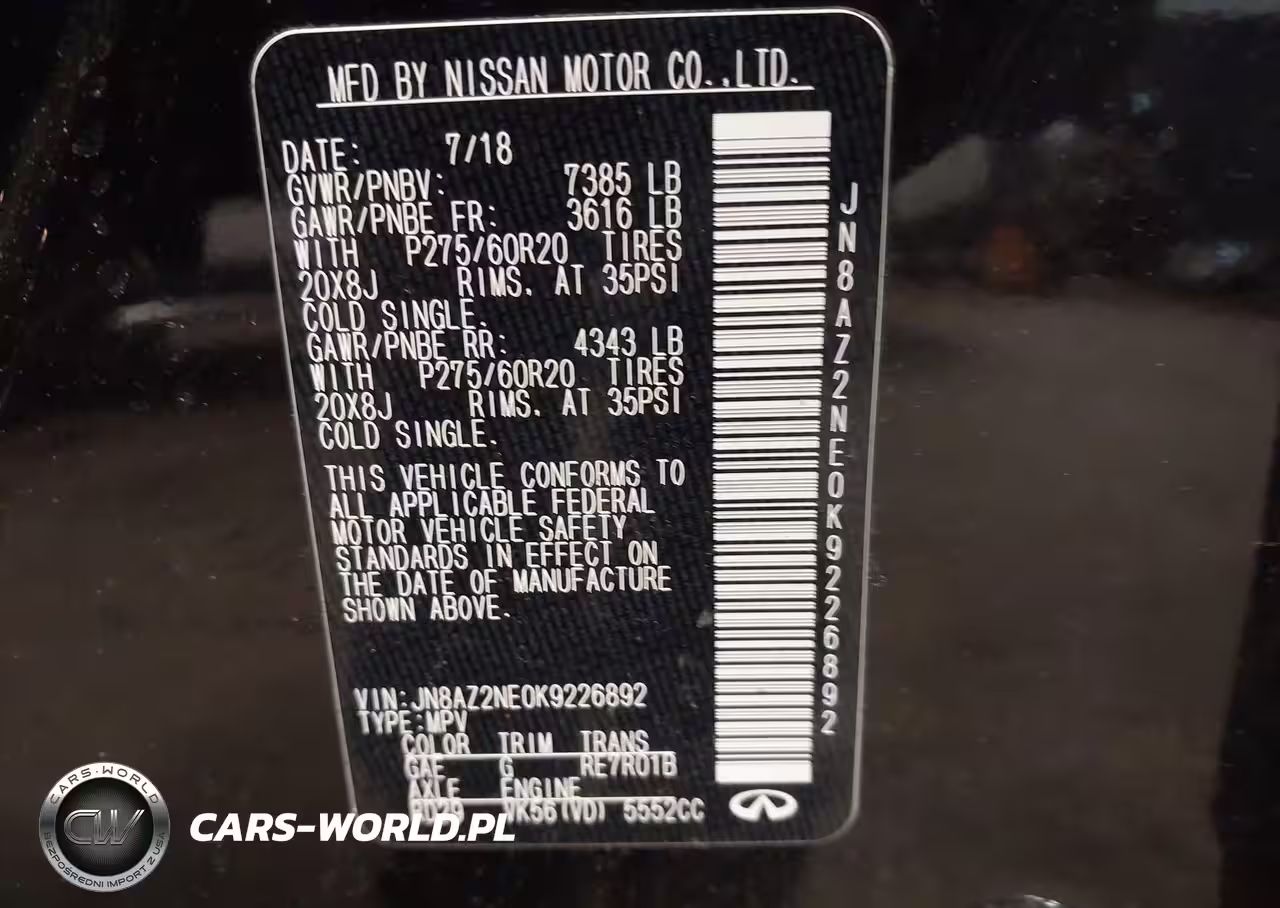 MFD BY NISSAN MOTOR CO.,LTD.
DATE: 7/18
GVWR/PNBV: 7385 LB
GAWR/PNBE FR: 3616 LB
WITH P275/60R20 TIRES
20X8J RIMS. AT 35PSI
COLD SINGLE.
GAWR/PNBE RR: 4343 LB
WITH P275/60R20 TIRES
20X8J RIMS. AT 35PSI
COLD SINGLE.
THIS VEHICLE CONFORMS TO
ALL APPLICABLE FEDERAL
MOTOR VEHICLE SAFETY
STANDARDS IN EFFECT ON
THE DATE OF MANUFACTURE
SHOWN ABOVE.
VIN:JN8AZ2NE0K9226892
TYPE:MPV
COLOR TRIM TRANS
GAE G RE7R01B
AXLE ENGINE
VK56(VD) 5552CC
JN8AZ2NE0K9226892
CARS-WORLD
CW
BEZPOŚREDNI IMPORT Z USA
CARS-WORLD.PL